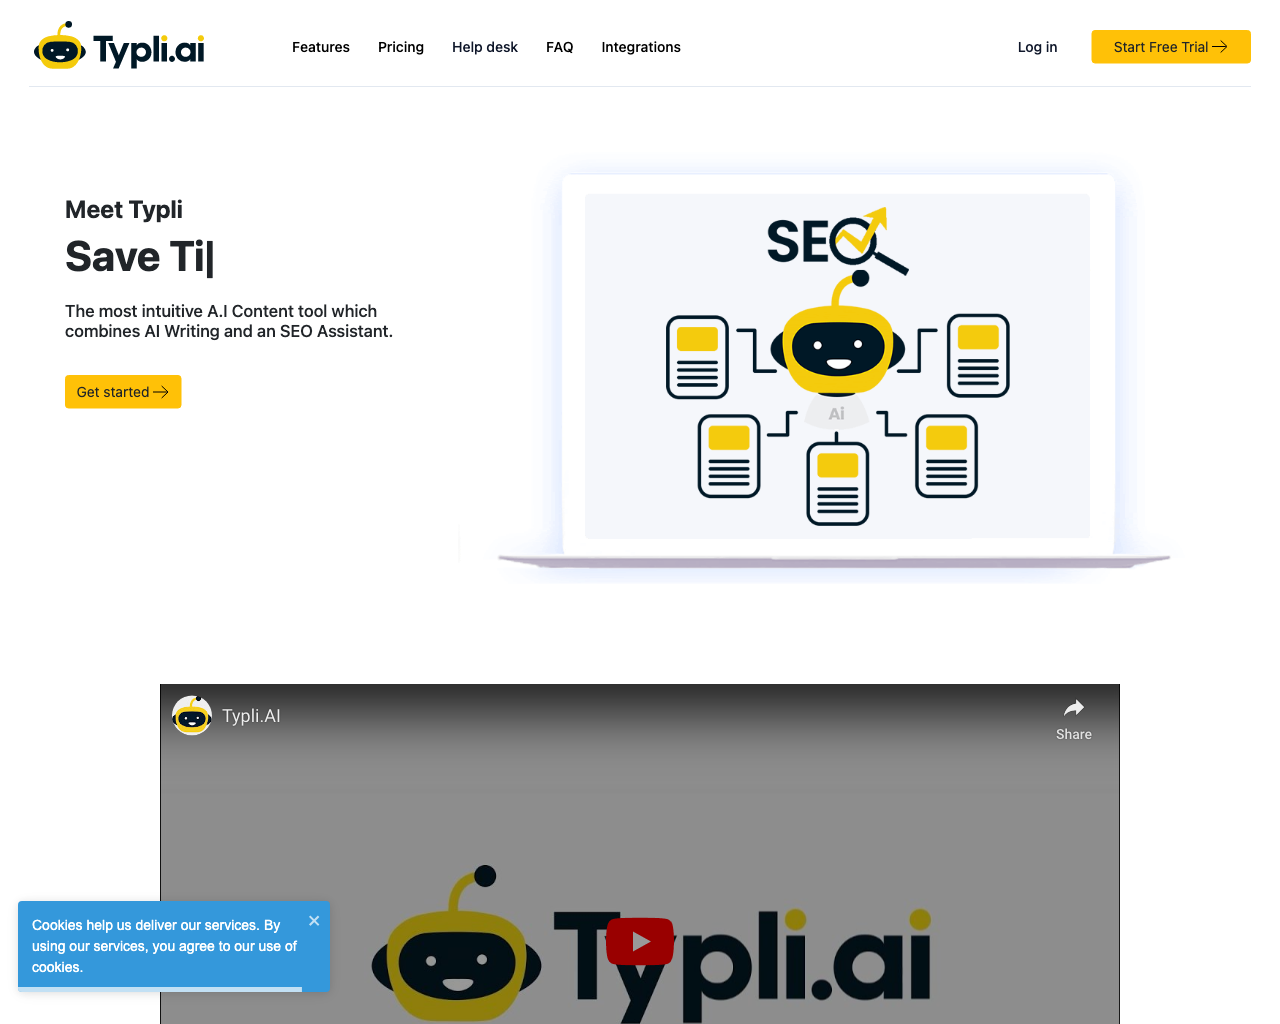 Typli.ai
Features
Pricing
Help desk
FAQ
Integrations
Log in
Start Free Trial
Meet Typli
Save Ti|
The most intuitive A.I Content tool which
combines AI Writing and an SEO Assistant.
Get started
SEO
Ai
Typli.AI
Share
Typli.ai
Cookies help us deliver our services. By
using our services, you agree to our use of
cookies.